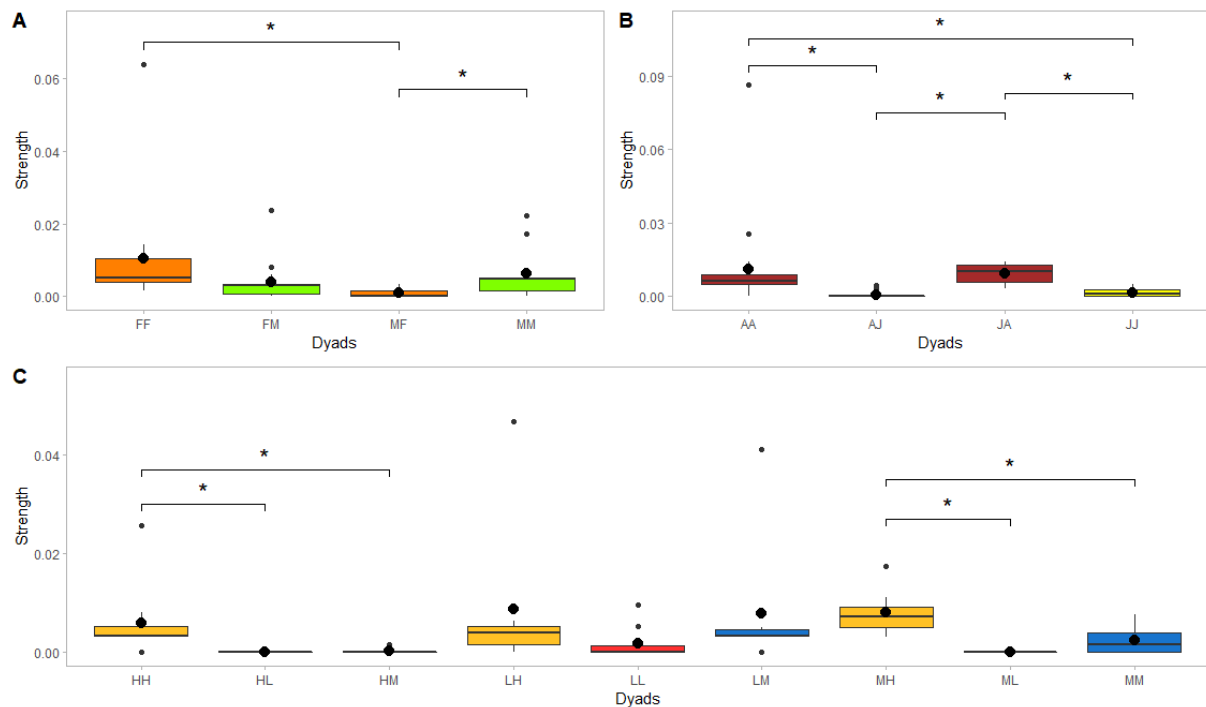 A
*
*
0.06
0.04
0.02
0.00
Strength
FF FM MF MM
Dyads
B
*
*
*
*
0.09
0.06
0.03
0.00
Strength
AA AJ JA JJ
Dyads
C
*
*
*
*
0.04
0.02
0.00
Strength
HH HL HM LH LL LM MH ML MM
Dyads